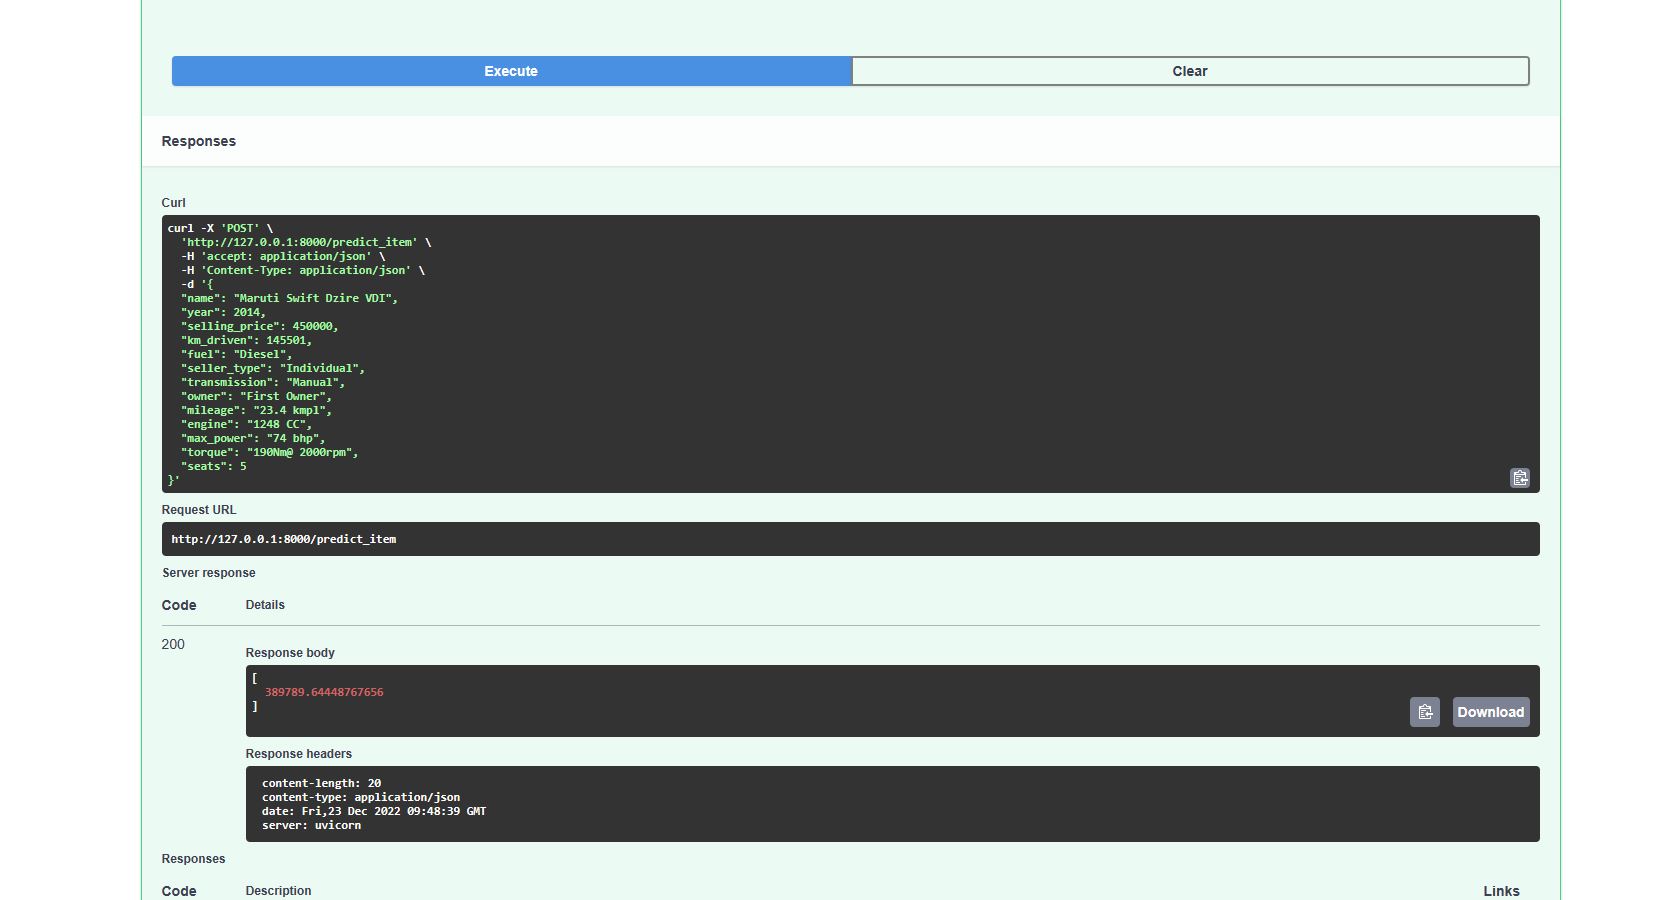 Execute
Clear
Responses
Curl
curl -X 'POST' \
'http://127.0.0.1:8000/predict_item' \
-H 'accept: application/json' \
-H 'Content-Type: application/json' \
-d '{
"name": "Maruti Swift Dzire VDI",
"year": 2014,
"selling_price": 450000,
"km_driven": 145501,
"fuel": "Diesel",
"seller_type": "Individual",
"transmission": "Manual",
"owner": "First Owner",
"mileage": "23.4 kmpl",
"engine": "1248 CC",
"max_power": "74 bhp",
"torque": "190Nm@ 2000rpm",
"seats": 5
}'
Request URL
http://127.0.0.1:8000/predict_item
Server response
Code Details
200
Response body
[
389789.64448767656
]
Download
Response headers
content-length: 20
content-type: application/json
date: Fri,23 Dec 2022 09:48:39 GMT
server: uvicorn
Responses
Code Description Links